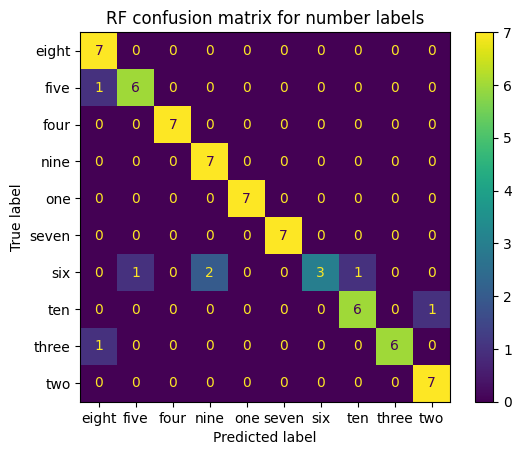 RF confusion matrix for number labels
True label
eight 7 0 0 0 0 0 0 0 0 0
five 1 6 0 0 0 0 0 0 0 0
four 0 0 7 0 0 0 0 0 0 0
nine 0 0 0 7 0 0 0 0 0 0
one 0 0 0 0 7 0 0 0 0 0
seven 0 0 0 0 0 7 0 0 0 0
six 0 1 0 2 0 0 3 1 0 0
ten 0 0 0 0 0 0 0 6 0 1
three 1 0 0 0 0 0 0 0 6 0
two 0 0 0 0 0 0 0 0 0 7
eight five four nine one seven six ten three two
Predicted label
7
6
5
4
3
2
1
0